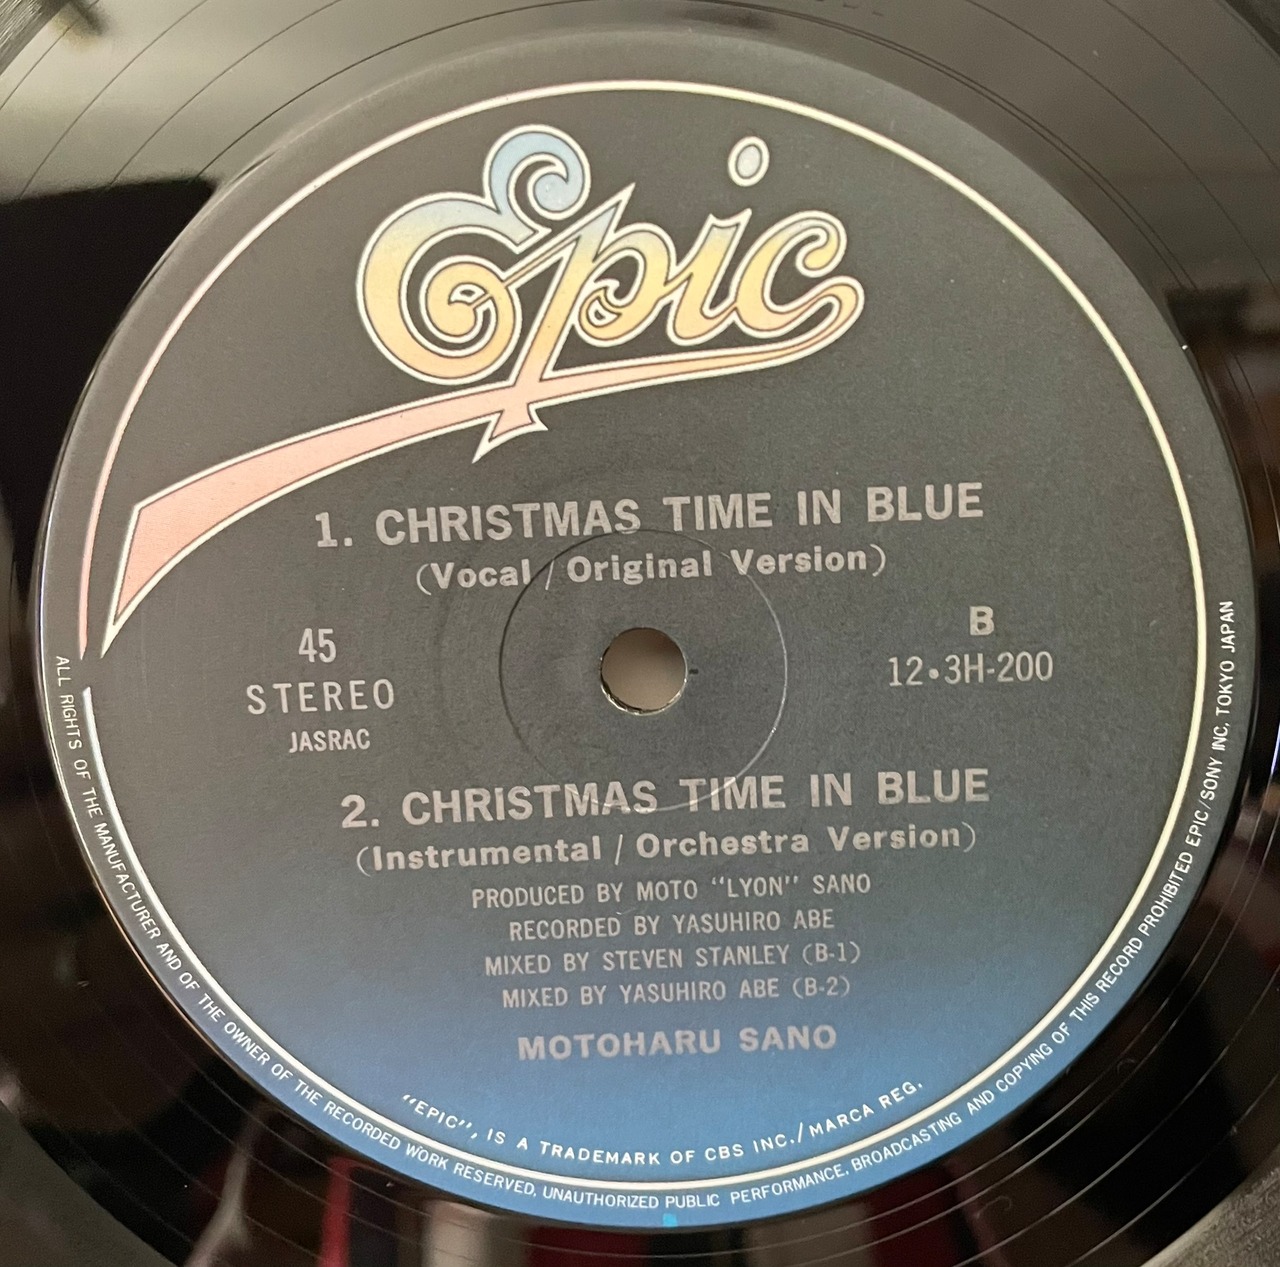 Epic
1. CHRISTMAS TIME IN BLUE
(Vocal / Original Version)
45
STEREO
JASRAC
B
12•3H-200
2. CHRISTMAS TIME IN BLUE
(Instrumental / Orchestra Version)
PRODUCED BY MOTO "LYON" SANO
RECORDED BY YASUHIRO ABE
MIXED BY STEVEN STANLEY (B-1)
MIXED BY YASUHIRO ABE (B-2)
MOTOHARU SANO
"EPIC", IS A TRADEMARK OF CBS INC./MARCA REG.
ALL RIGHTS OF THE MANUFACTURER AND OF THE OWNER OF THE RECORDED WORK RESERVED, UNAUTHORIZED PUBLIC PERFORMANCE, BROADCASTING AND COPYING OF THIS RECORD PROHIBITED EPIC/SONY INC, TOKYO JAPAN